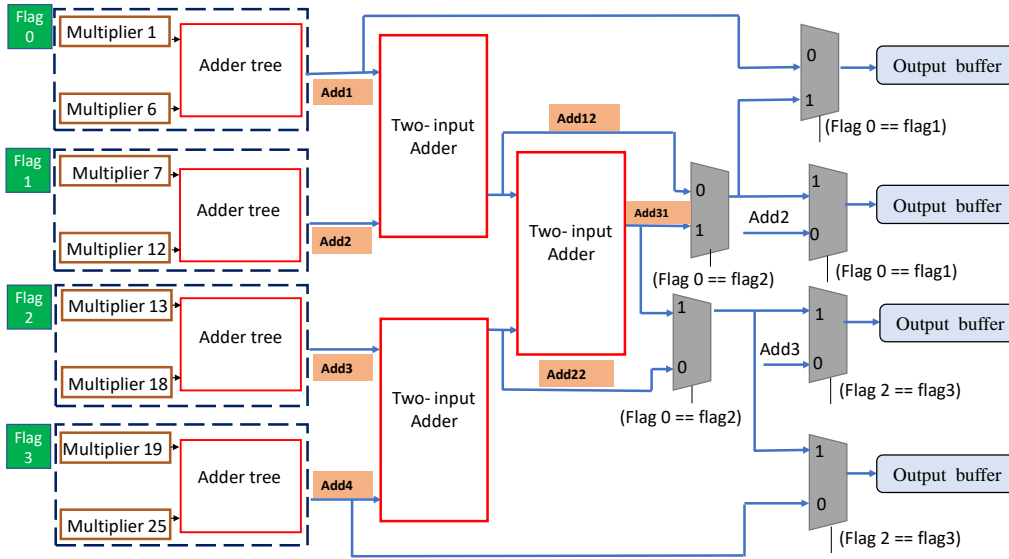 Flag
0
Multiplier 1
Multiplier 6
Adder tree
Add1
Flag
1
Multiplier 7
Multiplier 12
Adder tree
Add2
Flag
2
Multiplier 13
Multiplier 18
Adder tree
Add3
Flag
3
Multiplier 19
Multiplier 25
Adder tree
Add4
Two- input
Adder
Two-input
Adder
Add12
Two-input
Adder
Add22
Add31
0
1
(Flag 0 == flag2)
1
0
(Flag 0 == flag2)
0
1
(Flag 0 == flag1)
Output buffer
Add2
1
0
(Flag 0 == flag1)
Output buffer
Add3
1
0
(Flag 2 == flag3)
Output buffer
1
0
(Flag 2 == flag3)
Output buffer